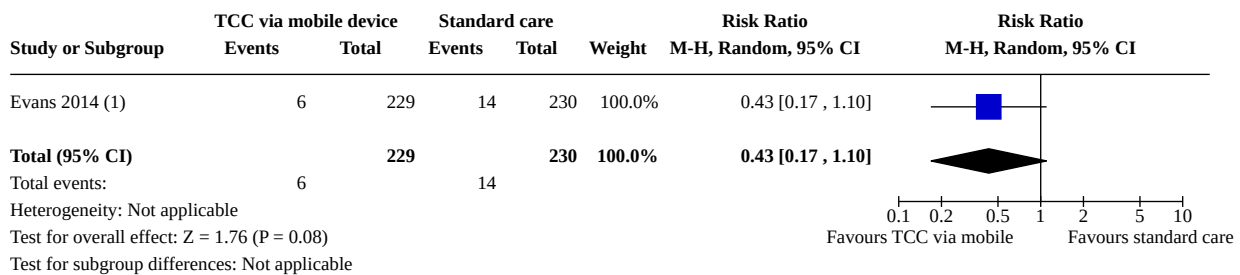 TCC via mobile device Standard care Risk Ratio Risk Ratio
Study or Subgroup Events Total Events Total Weight M-H, Random, 95% CI M-H, Random, 95% CI
Evans 2014 (1) 6 229 14 230 100.0% 0.43 [0.17 , 1.10]
Total (95% CI) 229 230 100.0% 0.43 [0.17 , 1.10]
Total events: 6 14
Heterogeneity: Not applicable 0.1 0.2 0.5 1 2 5 10
Test for overall effect: Z = 1.76 (P = 0.08) Favours TCC via mobile Favours standard care
Test for subgroup differences: Not applicable